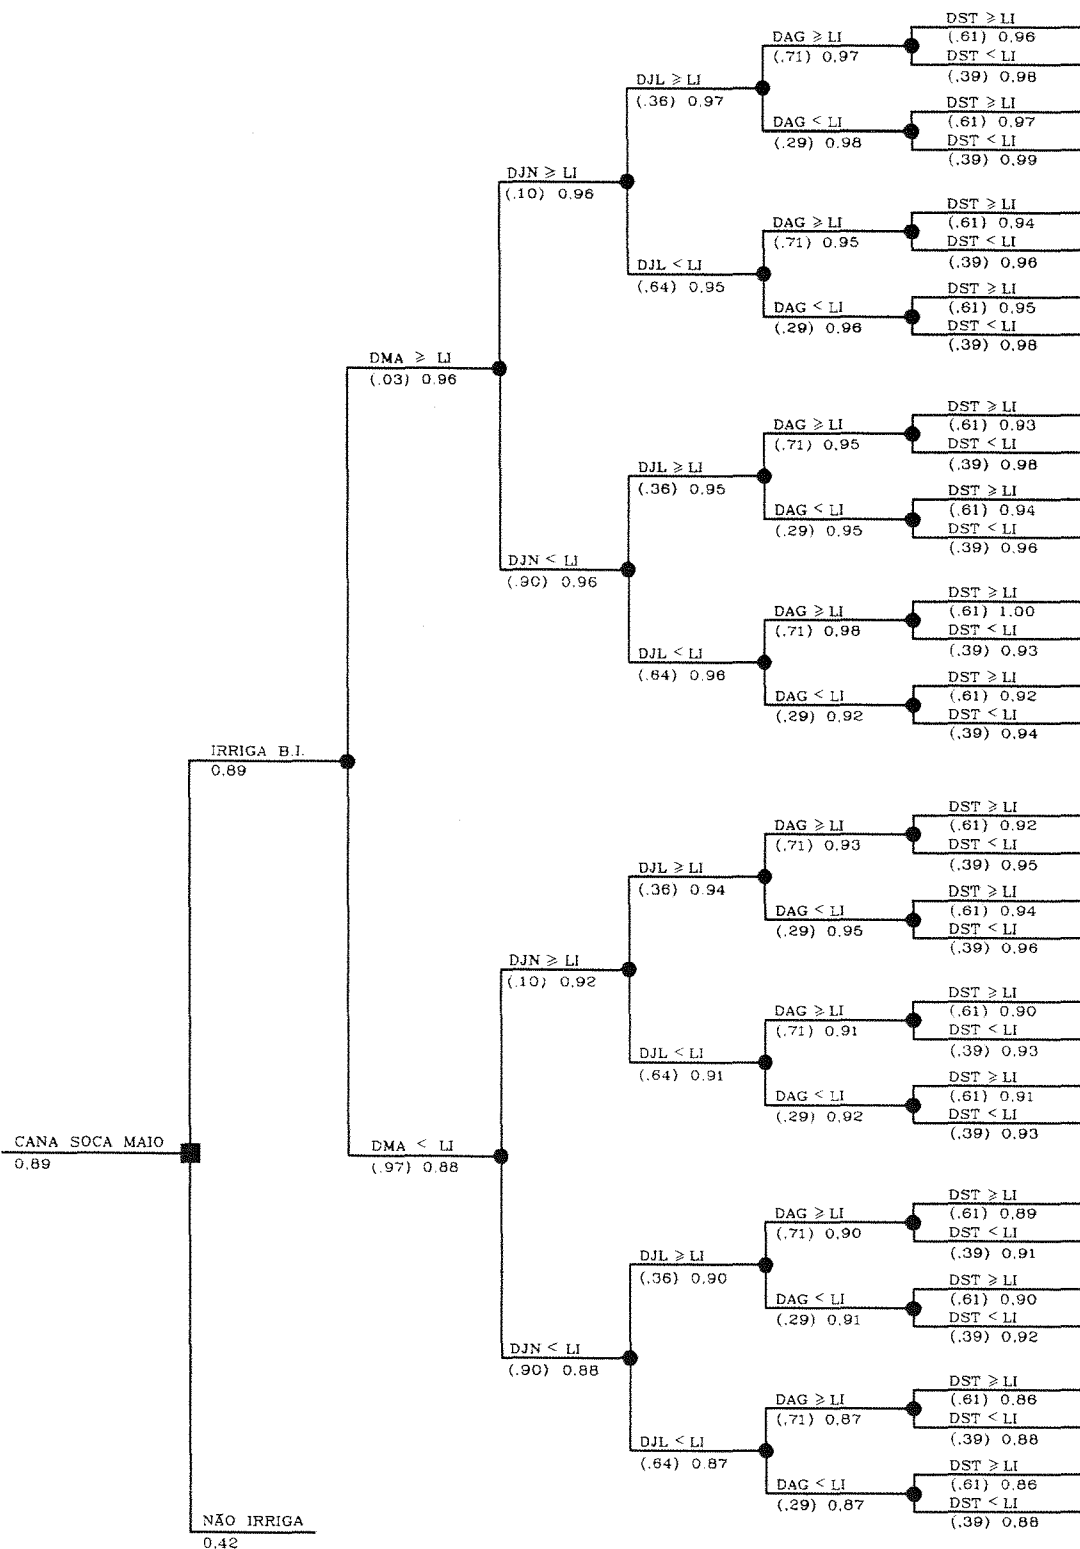 DST ⩾ LI
DAG ⩾ LI
(.61) 0.96
(.71) 0.97
DST < LI
(.39) 0.98
DJL ⩾ LI
(.36) 0.97
DST ⩾ LI
DAG < LI
(.61) 0.97
(.29) 0.98
DST < LI
(.39) 0.99
DJN ⩾ LI
(.10) 0.96
DST ⩾ LI
DAG ⩾ LI
(.61) 0.94
(.71) 0.95
DST < LI
(.39) 0.96
DJL < LI
(.64) 0.95
DST ⩾ LI
DAG < LI
(.61) 0.95
(.29) 0.96
DST < LI
(.39) 0.98
DMA ⩾ LI
(.03) 0.96
DST ⩾ LI
DAG ⩾ LI
(.61) 0.93
(.71) 0.95
DST < LI
(.39) 0.98
DJL ⩾ LI
(.36) 0.95
DST ⩾ LI
DAG < LI
(.61) 0.94
(.29) 0.95
DST < LI
(.39) 0.96
DJN < LI
(.90) 0.96
DST ⩾ LI
DAG ⩾ LI
(.61) 1.00
(.71) 0.98
DST < LI
(.39) 0.93
DJL < LI
(.64) 0.96
DST ⩾ LI
DAG < LI
(.61) 0.92
(.29) 0.92
DST < LI
(.39) 0.94
IRRIGA B.I.
0.89
DST ⩾ LI
DAG ⩾ LI
(.61) 0.92
(.71) 0.93
DST < LI
(.39) 0.95
DJL ⩾ LI
(.36) 0.94
DST ⩾ LI
DAG < LI
(.61) 0.94
(.29) 0.95
DST < LI
(.39) 0.96
DJN ⩾ LI
(.10) 0.92
DST ⩾ LI
DAG ⩾ LI
(.61) 0.90
(.71) 0.91
DST < LI
(.39) 0.93
DJL < LI
(.64) 0.91
DST ⩾ LI
DAG < LI
(.61) 0.91
(.29) 0.92
DST < LI
(.39) 0.93
CANA SOCA MAIO
0.89
DMA < LI
(.97) 0.88
DST ⩾ LI
DAG ⩾ LI
(.61) 0.89
(.71) 0.90
DST < LI
(.39) 0.91
DJL ⩾ LI
(.36) 0.90
DST ⩾ LI
DAG < LI
(.61) 0.90
(.29) 0.91
DST < LI
(.39) 0.92
DJN < LI
(.90) 0.88
DST ⩾ LI
DAG ⩾ LI
(.61) 0.86
(.71) 0.87
DST < LI
(.39) 0.88
DJL < LI
(.64) 0.87
DST ⩾ LI
DAG < LI
(.61) 0.86
(.29) 0.87
DST < LI
(.39) 0.88
NÃO IRRIGA
0.42